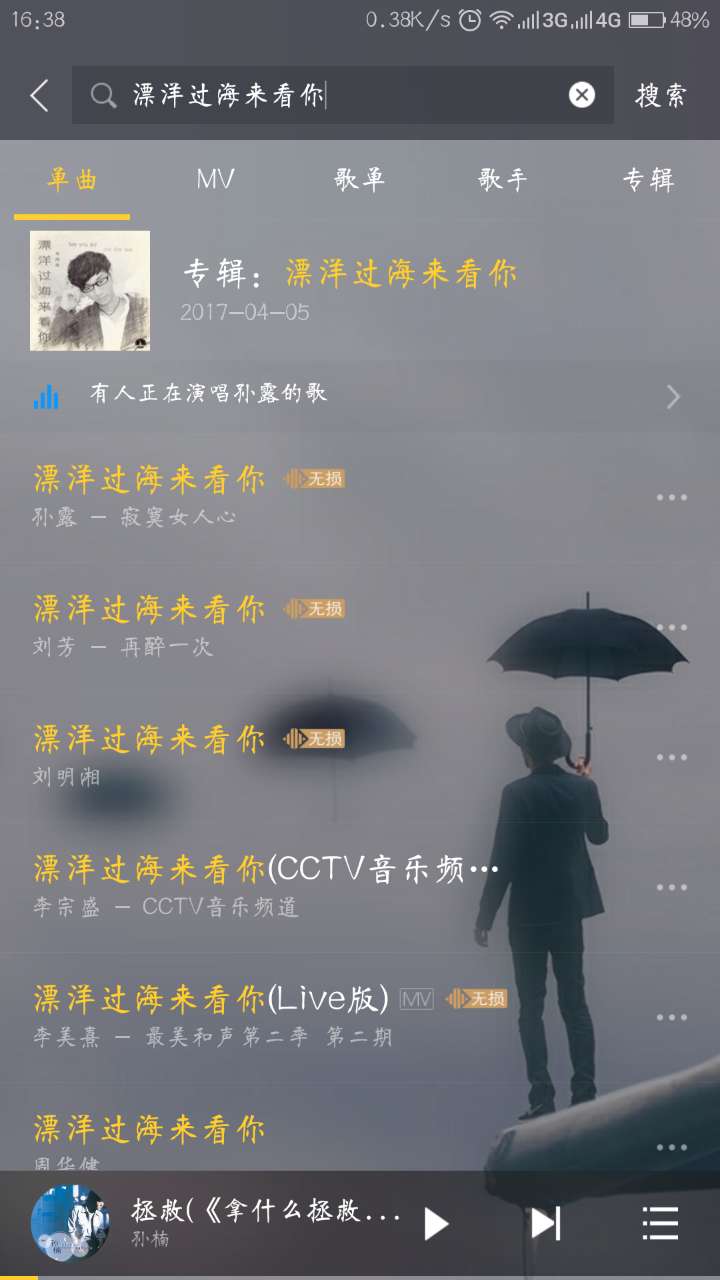 16:38 0.38K/s 3G 4G 48%
漂洋过海来看你 搜索
单曲 MV 歌单 歌手 专辑
漂洋过海来看你
专辑：漂洋过海来看你
2017-04-05
有人正在演唱孙露的歌
漂洋过海来看你 无损
孙露 - 寂寞女人心
漂洋过海来看你 无损
刘芳 - 再醉一次
漂洋过海来看你 无损
刘明湘
漂洋过海来看你(CCTV音乐频…
李宗盛 - CCTV音乐频道
漂洋过海来看你(Live版) MV 无损
李美熹 - 最美和声第二季 第二期
漂洋过海来看你
周华健
拯救(《拿什么拯救...
孙楠